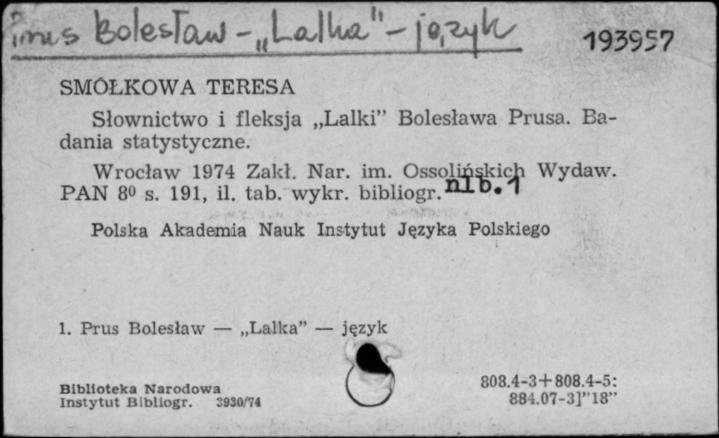 Prus Bolesław - „Lalka" - język
193957
SMÓŁKOWA TERESA
Słownictwo i fleksja „Lalki” Bolesława Prusa. Ba-
dania statystyczne.
Wrocław 1974 Zakł. Nar. im. Ossolińskich Wydaw.
PAN 8⁰ s. 191, il. tab. wykr. bibliogr. nlb. 1
Polska Akademia Nauk Instytut Języka Polskiego
1. Prus Bolesław — „Lalka” — język
Biblioteka Narodowa
Instytut Bibliogr. 3930/74
808.4-3+808.4-5:
884.07-3]”18”